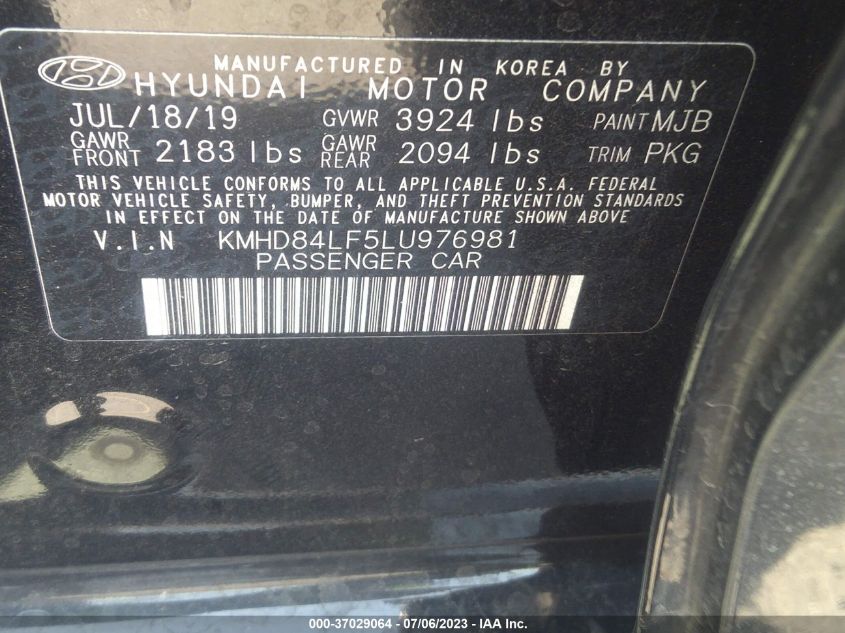 MANUFACTURED IN KOREA BY
HYUNDAI MOTOR COMPANY
JUL/18/19 GVWR 3924 lbs PAINT MJB
GAWR FRONT 2183 lbs GAWR REAR 2094 lbs TRIM PKG
THIS VEHICLE CONFORMS TO ALL APPLICABLE U.S.A. FEDERAL
MOTOR VEHICLE SAFETY, BUMPER, AND THEFT PREVENTION STANDARDS
IN EFFECT ON THE DATE OF MANUFACTURE SHOWN ABOVE
V.I.N KMHD84LF5LU976981
PASSENGER CAR
000-37029064 - 07/06/2023 - IAA Inc.